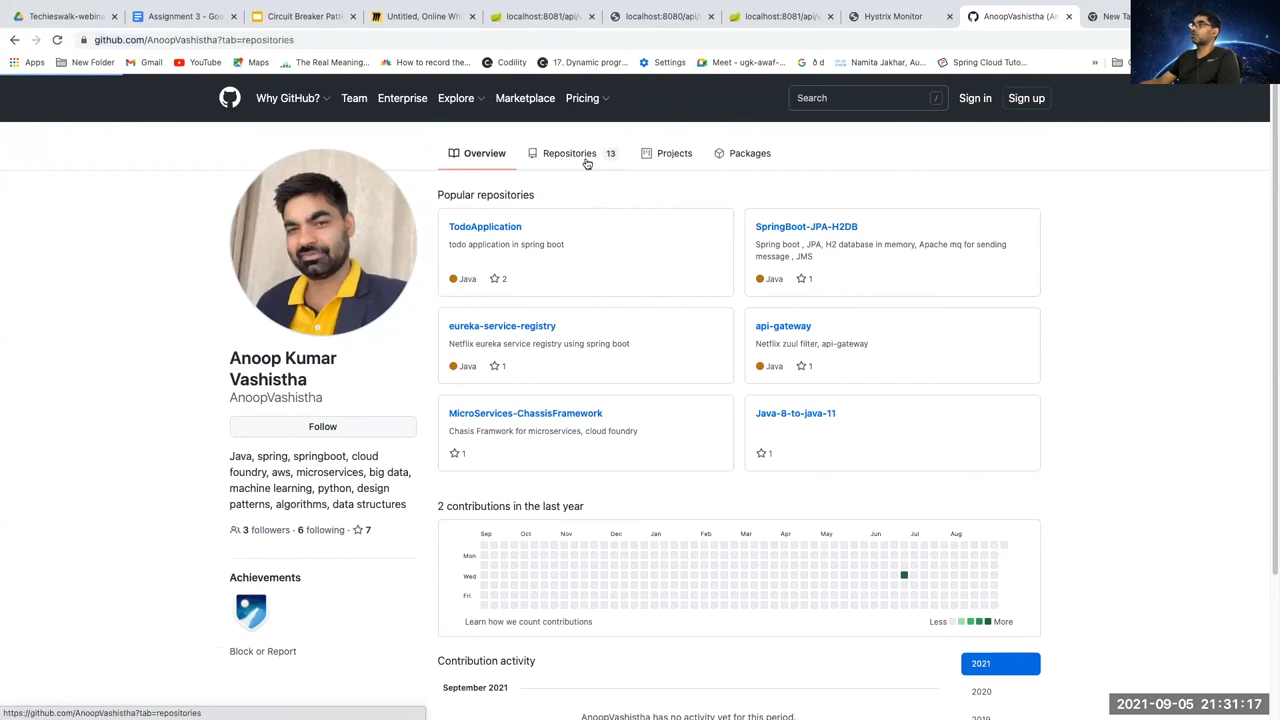 Techieswalk-webina
Assignment 3 - Goo
Circuit Breaker Patte
Untitled, Online Whi
localhost:8081/api/
localhost:8080/api/
localhost:8081/api/
Hystrix Monitor
AnoopVashistha (An
New Ta
github.com/AnoopVashistha?tab=repositories
Apps
New Folder
Gmail
YouTube
Maps
The Real Meaning...
How to record the...
Codility
17. Dynamic progr...
Settings
Meet - ugk-awaf-...
Namita Jakhar, Au...
Spring Cloud Tuto...
»
Why GitHub?
Team
Enterprise
Explore
Marketplace
Pricing
Search
/
Sign in
Sign up
Overview
Repositories 13
Projects
Packages
Anoop Kumar
Vashistha
AnoopVashistha
Follow
Java, spring, springboot, cloud
foundry, aws, microservices, big data,
machine learning, python, design
patterns, algorithms, data structures
3 followers · 6 following · 7
Achievements
Block or Report
Popular repositories
TodoApplication
todo application in spring boot
Java 2
SpringBoot-JPA-H2DB
Spring boot , JPA, H2 database in memory, Apache mq for sending
message , JMS
Java 1
eureka-service-registry
Netflix eureka service registry using spring boot
Java 1
api-gateway
Netflix zuul filter, api-gateway
Java 1
MicroServices-ChassisFramework
Chasis Framwork for microservices, cloud foundry
1
Java-8-to-java-11
1
2 contributions in the last year
Sep Oct Nov Dec Jan Feb Mar Apr May Jun Jul Aug
Mon
Wed
Fri
Learn how we count contributions
Less More
Contribution activity
2021
2020
2019
September 2021
AnoopVashistha has no activity yet for this period.
https://github.com/AnoopVashistha?tab=repositories
2021-09-05 21:31:17